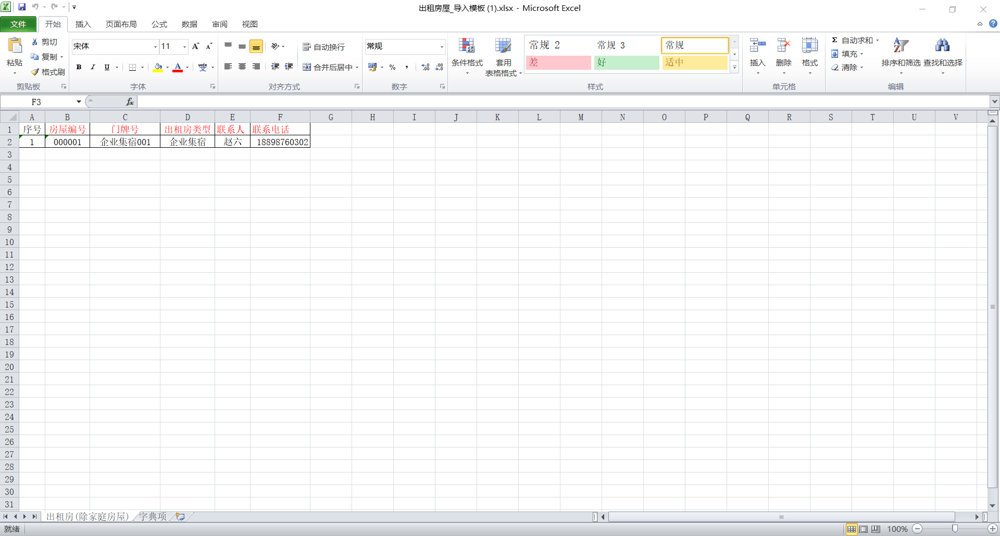 出租房屋_导入模板 (1).xlsx - Microsoft Excel
文件 开始 插入 页面布局 公式 数据 审阅 视图
粘贴 剪切 复制 格式刷 剪贴板
宋体 11 B I U A wén 文 字体
自动换行 合并后居中 对齐方式
常规 % , 数字
条件格式 套用 表格格式
常规 2 常规 3 常规
差 好 适中
样式
插入 删除 格式 单元格
Σ 自动求和 填充 清除 排序和筛选 查找和选择 编辑
F3 fx
A B C D E F G H I J K L M N O P Q R S T U V
1 序号 房屋编号 门牌号 出租房类型 联系人 联系电话
2 1 000001 企业集宿001 企业集宿 赵六 18898760302
3
4
5
6
7
8
9
10
11
12
13
14
15
16
17
18
19
20
21
22
23
24
25
26
27
28
29
30
31
出租房(除家庭房屋) 字典项
就绪 100%